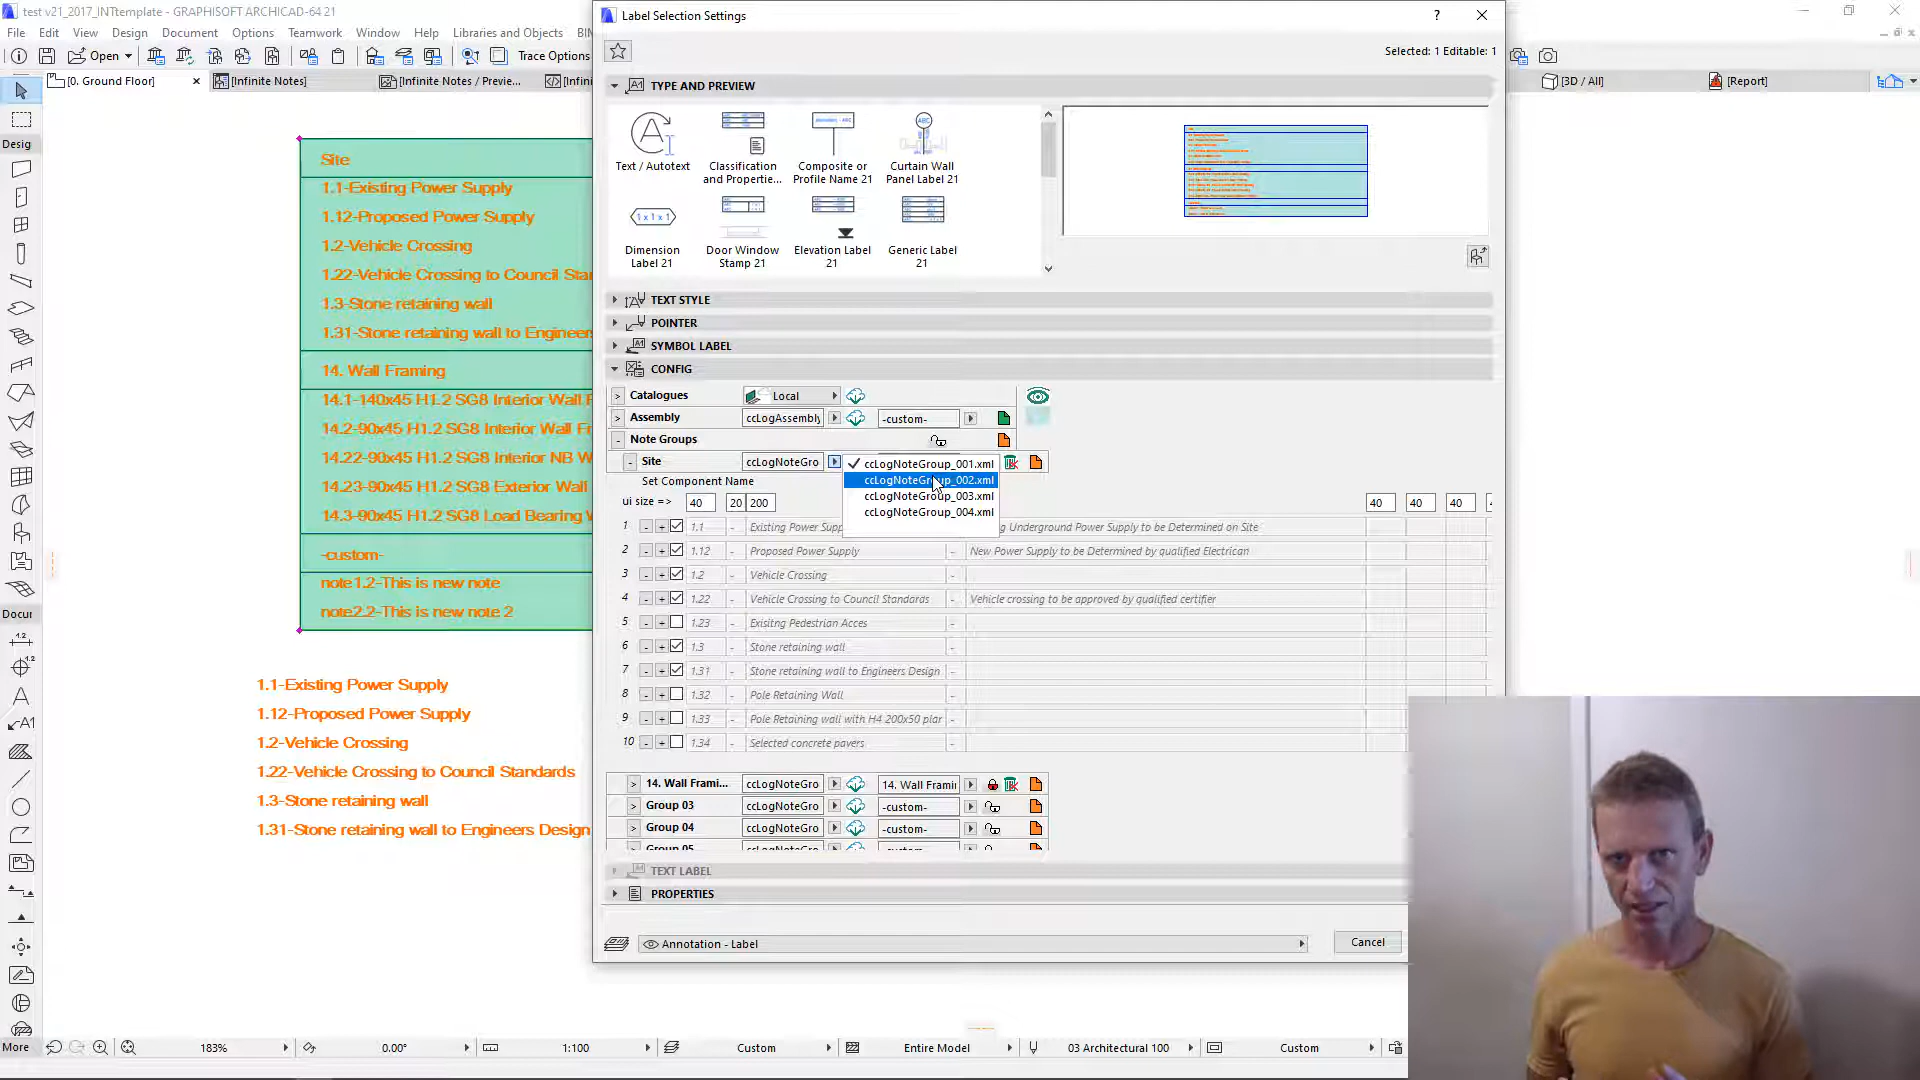 test v21_2017_INTtemplate - GRAPHISOFT ARCHICAD-64 21
File Edit View Design Document Options Teamwork Window Help Libraries and Objects
Open
Trace Options
[0. Ground Floor]
[Infinite Notes]
[Infinite Notes / Previe...
[3D / All]
[Report]
Desig
Docur
More
Site
1.1-Existing Power Supply
1.12-Proposed Power Supply
1.2-Vehicle Crossing
1.22-Vehicle Crossing to Council Stan
1.3-Stone retaining wall
1.31-Stone retaining wall to Engineers
14. Wall Framing
14.1-140x45 H1.2 SG8 Interior Wall F
14.2-90x45 H1.2 SG8 Interior Wall Fr
14.22-90x45 H1.2 SG8 Interior NB W
14.23-90x45 H1.2 SG8 Exterior Wall
14.3-90x45 H1.2 SG8 Load Bearing W
-custom-
note1.2-This is new note
note2.2-This is new note 2
1.1-Existing Power Supply
1.12-Proposed Power Supply
1.2-Vehicle Crossing
1.22-Vehicle Crossing to Council Standards
1.3-Stone retaining wall
1.31-Stone retaining wall to Engineers Design
Label Selection Settings
?
Selected: 1 Editable: 1
TYPE AND PREVIEW
Text / Autotext
Classification and Propertie...
Composite or Profile Name 21
Curtain Wall Panel Label 21
Dimension Label 21
Door Window Stamp 21
Elevation Label 21
Generic Label 21
TEXT STYLE
POINTER
SYMBOL LABEL
CONFIG
Catalogues Local
Assembly ccLogAssembly -custom-
Note Groups
Site ccLogNoteGro
ccLogNoteGroup_001.xml
ccLogNoteGroup_002.xml
ccLogNoteGroup_003.xml
ccLogNoteGroup_004.xml
Set Component Name
ui size => 40 20 200 40 40 40
1 - + 1.1 - Existing Power Supp ng Underground Power Supply to be Determined on Site
2 - + 1.12 - Proposed Power Supply - New Power Supply to be Determined by qualified Electrican
3 - + 1.2 - Vehicle Crossing -
4 - + 1.22 - Vehicle Crossing to Council Standards - Vehicle crossing to be approved by qualified certifier
5 - + 1.23 - Exisitng Pedestrian Acces -
6 - + 1.3 - Stone retaining wall -
7 - + 1.31 - Stone retaining wall to Engineers Design -
8 - + 1.32 - Pole Retaining Wall -
9 - + 1.33 - Pole Retaining wall with H4 200x50 plar -
10 - + 1.34 - Selected concrete pavers -
14. Wall Frami... ccLogNoteGro 14. Wall Framin
Group 03 ccLogNoteGro -custom-
Group 04 ccLogNoteGro -custom-
Group 05
TEXT LABEL
PROPERTIES
Annotation - Label
Cancel
183% 0.00° 1:100 Custom Entire Model 03 Architectural 100 Custom